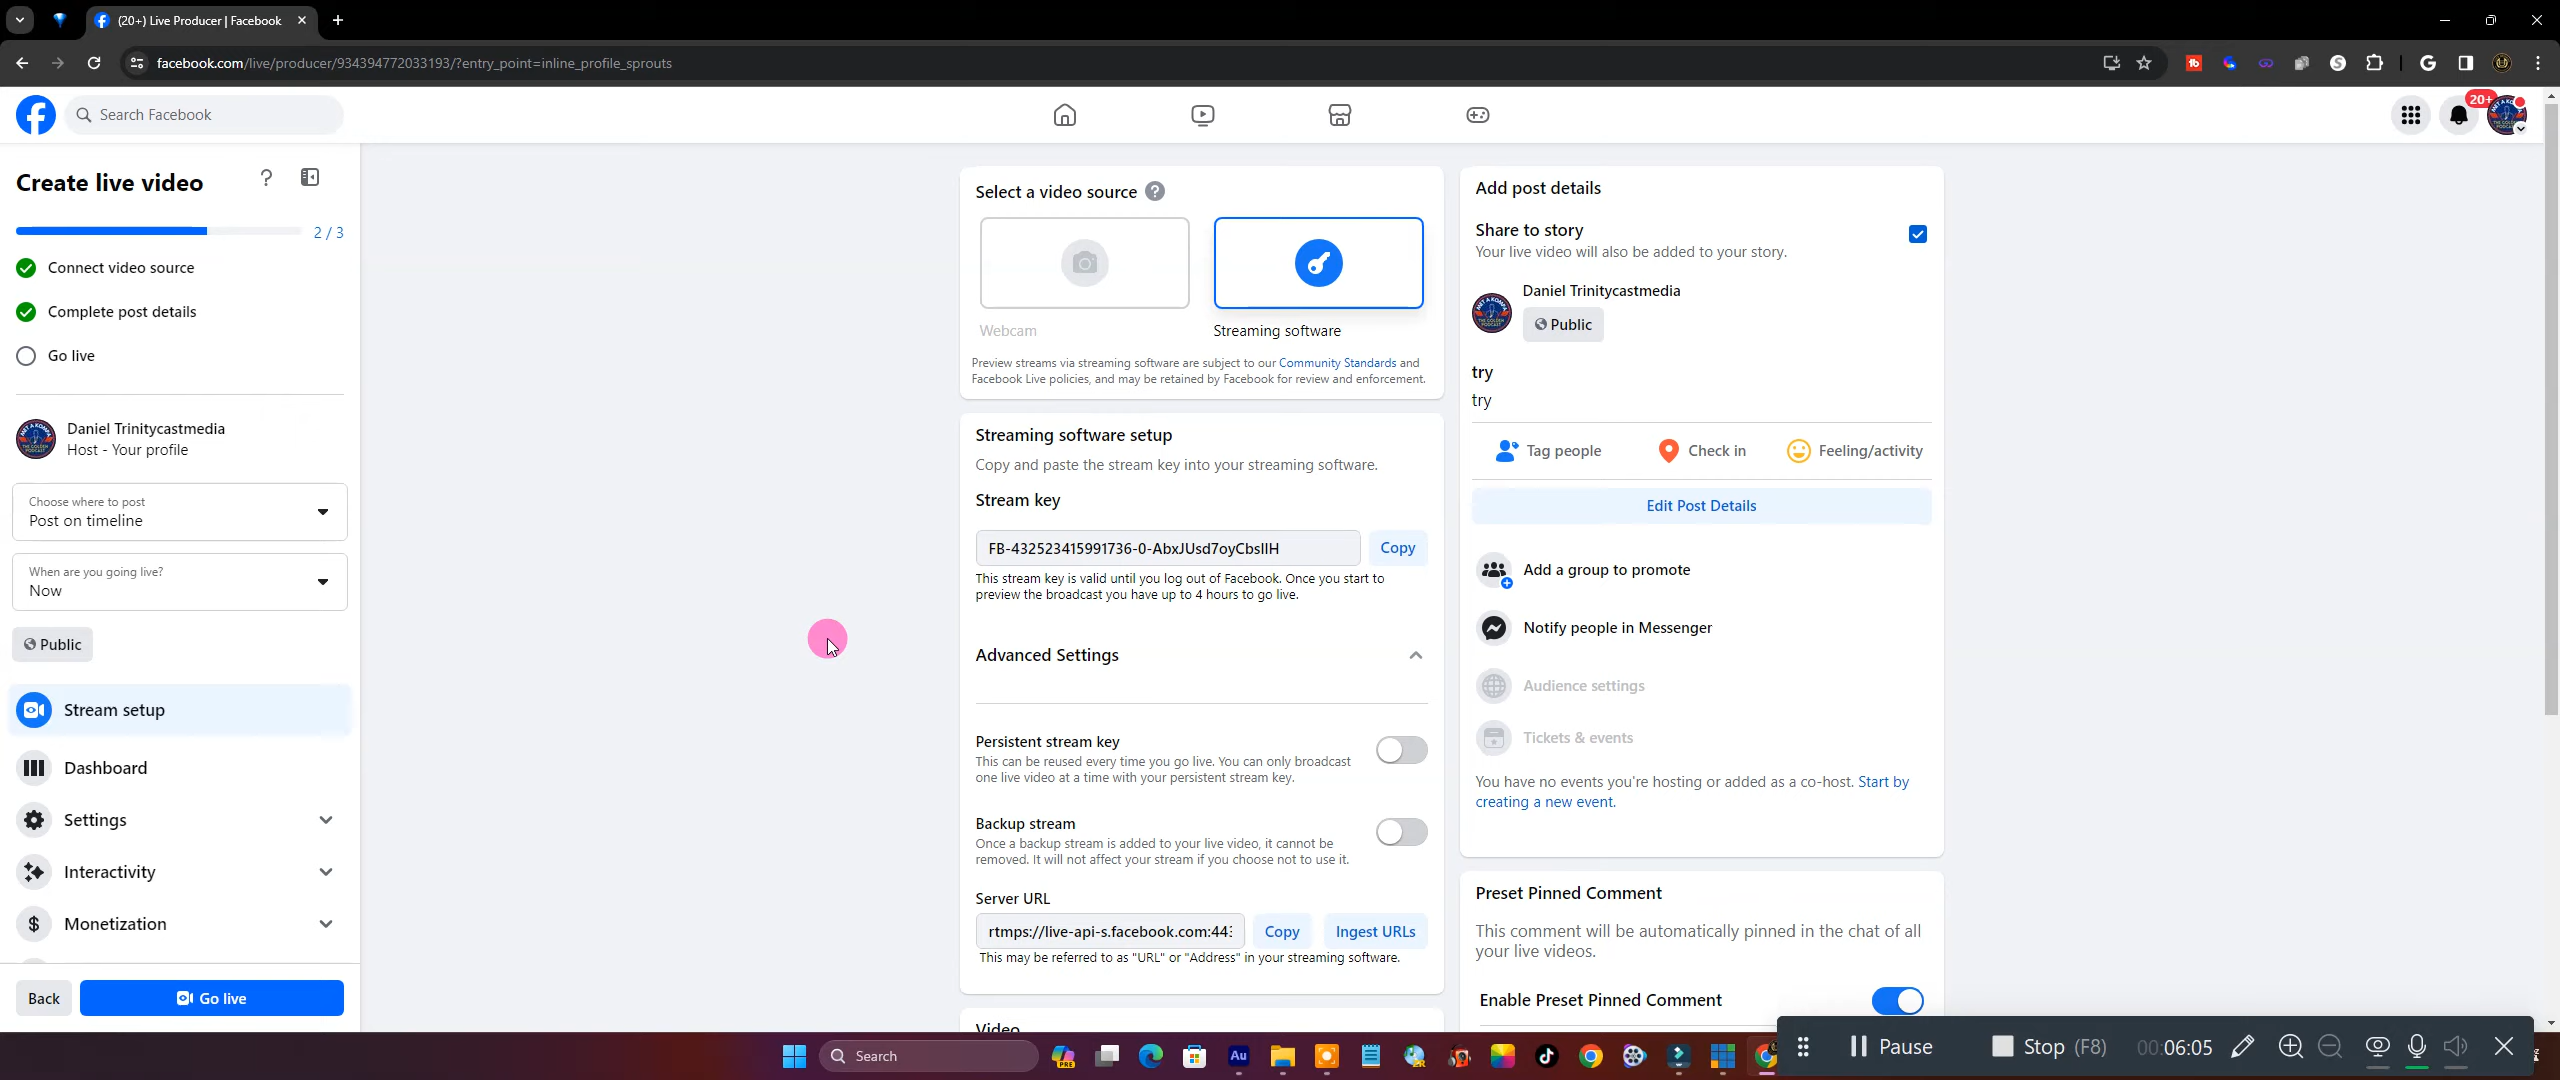 (20+) Live Producer | Facebook
facebook.com/live/producer/934394772033193/?entry_point=inline_profile_sprouts
Search Facebook
20+
Create live video
2 / 3
Connect video source
Complete post details
Go live
Daniel Trinitycastmedia
Host - Your profile
Choose where to post
Post on timeline
When are you going live?
Now
Public
Stream setup
Dashboard
Settings
Interactivity
Monetization
Back
Go live
Select a video source
Webcam
Streaming software
Preview streams via streaming software are subject to our Community Standards and
Facebook Live policies, and may be retained by Facebook for review and enforcement.
Streaming software setup
Copy and paste the stream key into your streaming software.
Stream key
FB-432523415991736-0-AbxJUsd7oyCbsIIH
Copy
This stream key is valid until you log out of Facebook. Once you start to
preview the broadcast you have up to 4 hours to go live.
Advanced Settings
Persistent stream key
This can be reused every time you go live. You can only broadcast
one live video at a time with your persistent stream key.
Backup stream
Once a backup stream is added to your live video, it cannot be
removed. It will not affect your stream if you choose not to use it.
Server URL
rtmps://live-api-s.facebook.com:443
Copy
Ingest URLs
This may be referred to as "URL" or "Address" in your streaming software.
Video
Add post details
Share to story
Your live video will also be added to your story.
Daniel Trinitycastmedia
Public
try
try
Tag people
Check in
Feeling/activity
Edit Post Details
Add a group to promote
Notify people in Messenger
Audience settings
Tickets & events
You have no events you're hosting or added as a co-host. Start by
creating a new event.
Preset Pinned Comment
This comment will be automatically pinned in the chat of all
your live videos.
Enable Preset Pinned Comment
Search
PRE
Au
Pause
Stop (F8)
00:06:05